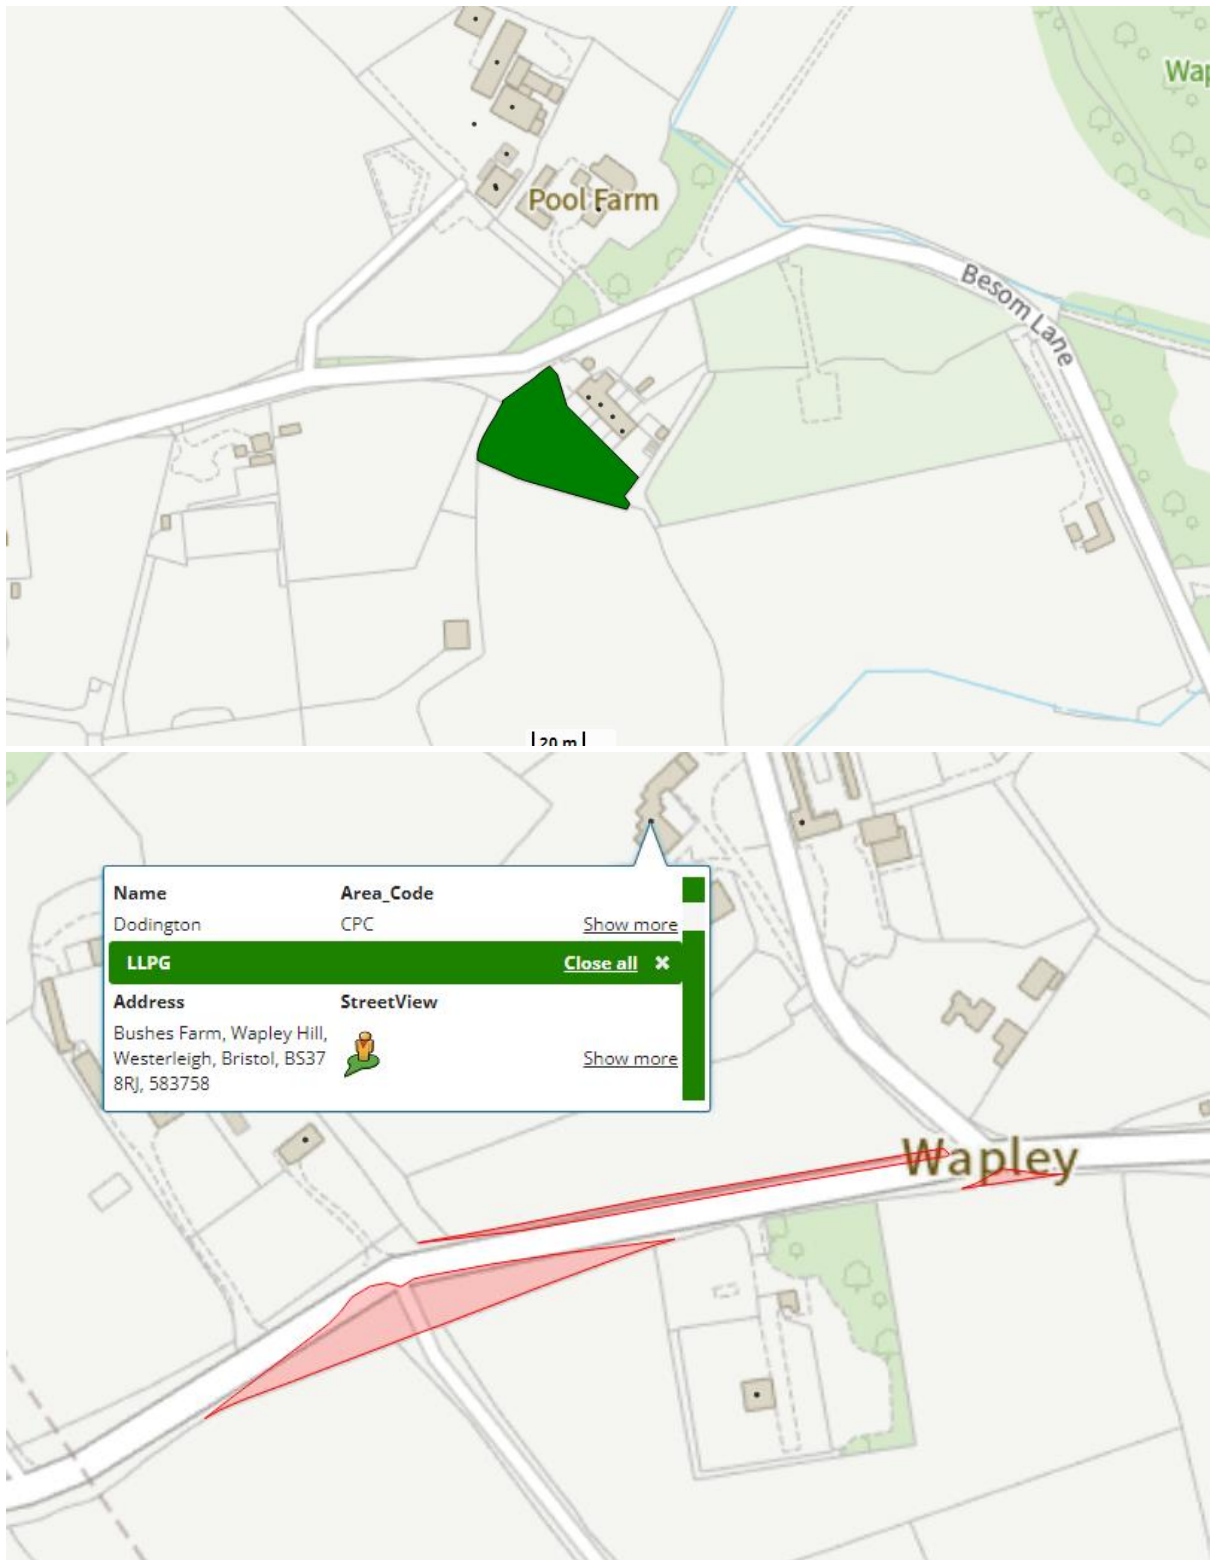 Wap
Pool Farm
Besom Lane
20 m
Name Area_Code
Dodington CPC Show more
LLPG Close all ×
Address StreetView
Bushes Farm, Wapley Hill,
Westerleigh, Bristol, BS37 Show more
8RJ, 583758
Wapley